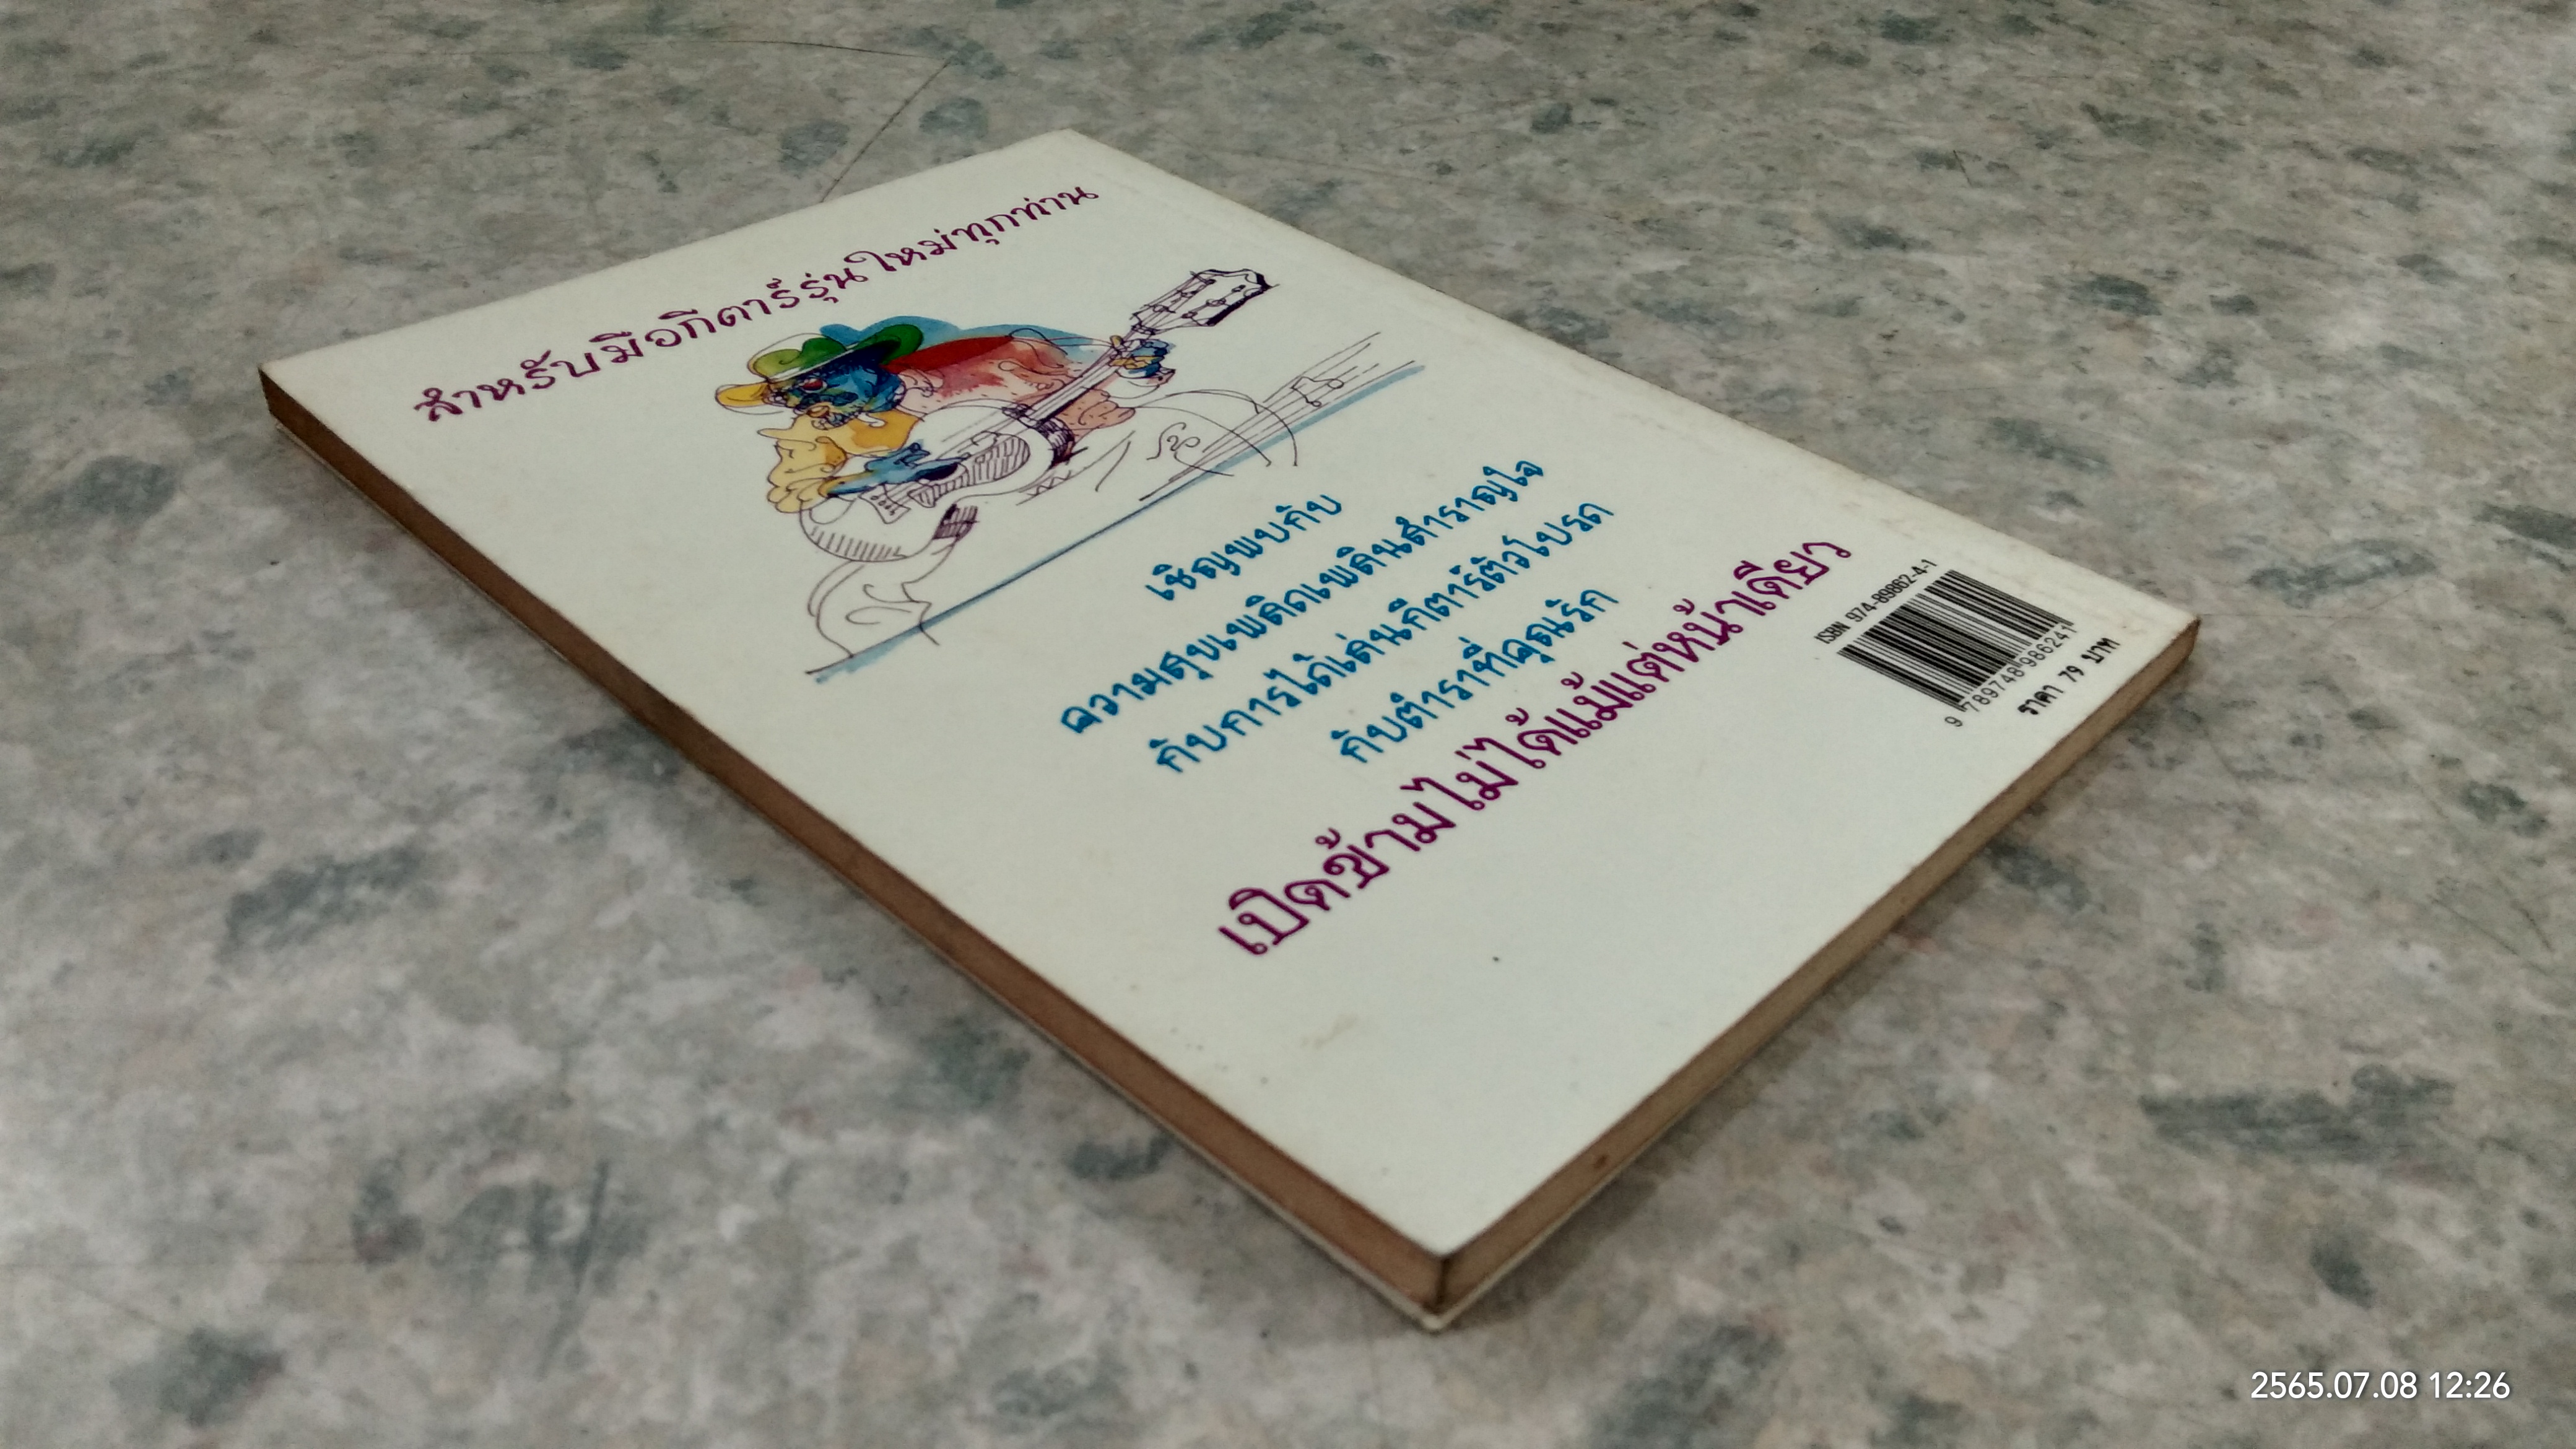 สำหรับมือกีตาร์รุ่นใหม่ทุกท่าน
เชิญพบกับ
ความสุขเพลิดเพลินสำราญใจ
กับการได้เล่นกีตาร์ตัวโปรด
กับตำราที่คุณรัก
เปิดข้ามไม่ได้แม้แต่หน้าเดียว
ISBN 974-89862-4-1
9 789748 986241
ราคา 79 บาท
2565.07.08 12:26